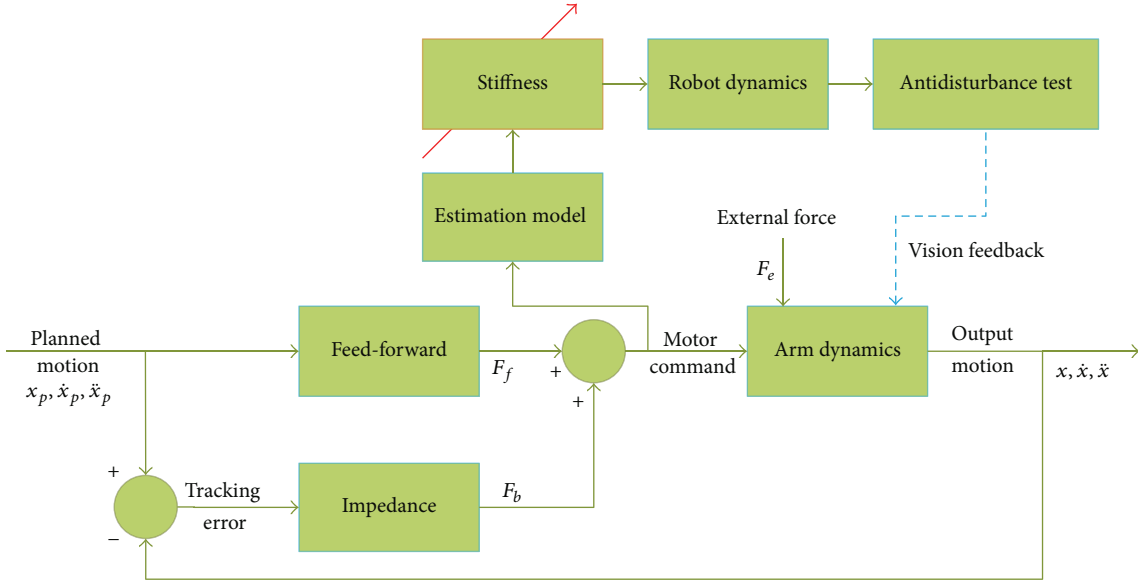 Stiffness
Robot dynamics
Antidisturbance test
Estimation model
External force
Vision feedback
F_e
Planned
motion
x_p, ẋ_p, ẍ_p
Feed-forward
F_f
+
+
Motor
command
Arm dynamics
Output
motion
x, ẋ, ẍ
+
−
Tracking
error
Impedance
F_b